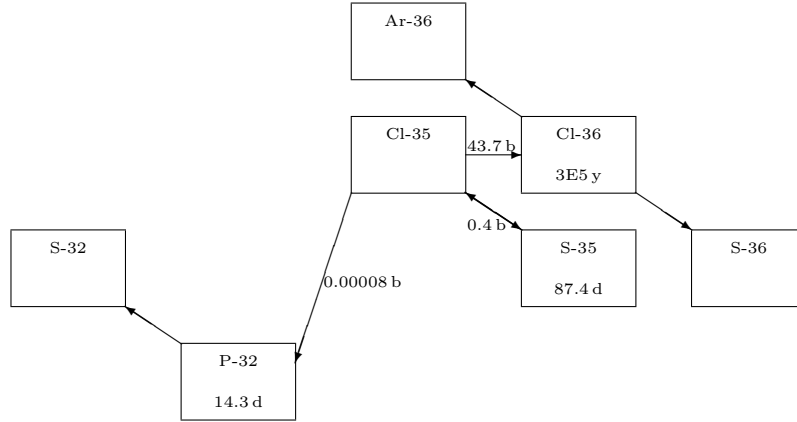 Ar-36
Cl-35
43.7 b
Cl-36
3E5 y
S-32
0.4 b
S-35
S-36
0.00008 b
87.4 d
P-32
14.3 d